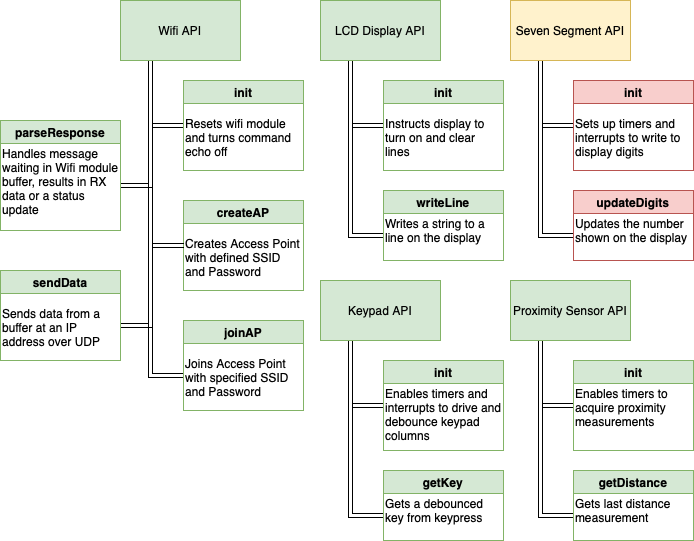 Wifi API
init
Resets wifi module
and turns command
echo off
parseResponse
Handles message
waiting in Wifi module
buffer, results in RX
data or a status
update
createAP
Creates Access Point
with defined SSID
and Password
sendData
Sends data from a
buffer at an IP
address over UDP
joinAP
Joins Access Point
with specified SSID
and Password
LCD Display API
init
Instructs display to
turn on and clear
lines
writeLine
Writes a string to a
line on the display
Seven Segment API
init
Sets up timers and
interrupts to write to
display digits
updateDigits
Updates the number
shown on the display
Keypad API
init
Enables timers and
interrupts to drive and
debounce keypad
columns
getKey
Gets a debounced
key from keypress
Proximity Sensor API
init
Enables timers to
acquire proximity
measurements
getDistance
Gets last distance
measurement